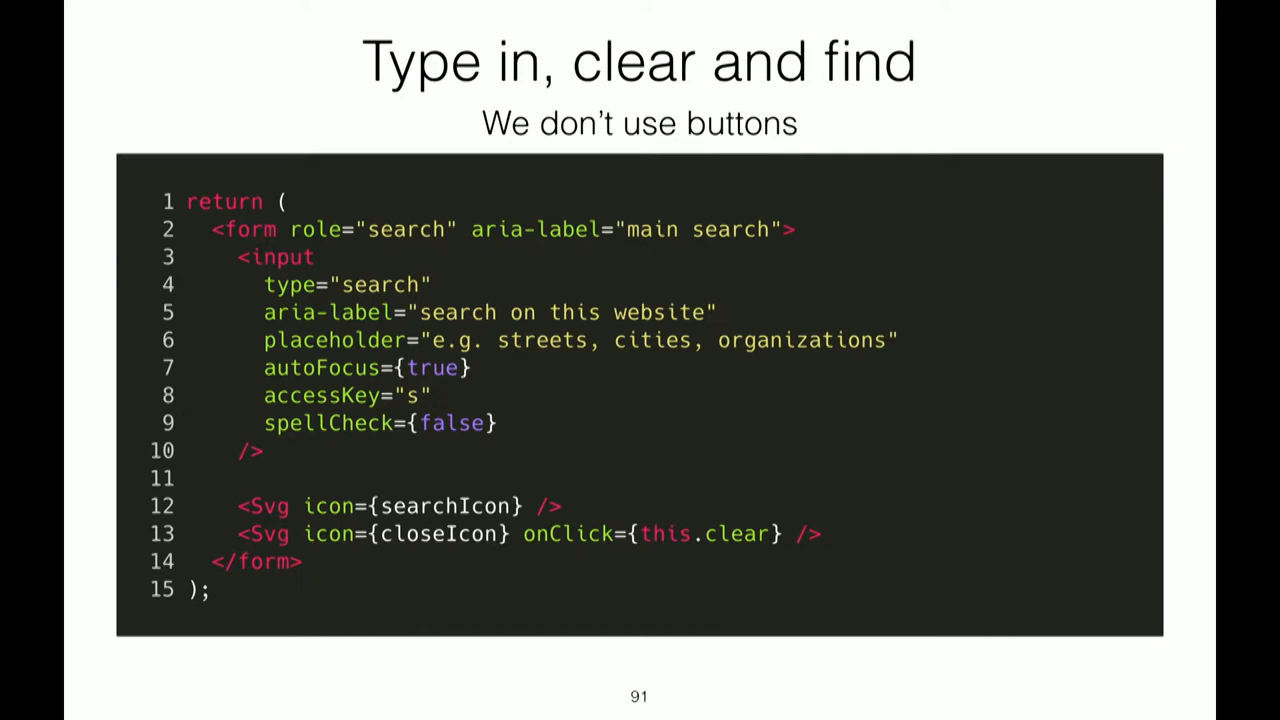 Type in, clear and find
We don't use buttons
1 return (
2 <form role="search" aria-label="main search">
3 <input
4 type="search"
5 aria-label="search on this website"
6 placeholder="e.g. streets, cities, organizations"
7 autoFocus={true}
8 accessKey="s"
9 spellCheck={false}
10 />
11
12 <Svg icon={searchIcon} />
13 <Svg icon={closeIcon} onClick={this.clear} />
14 </form>
15 );
91